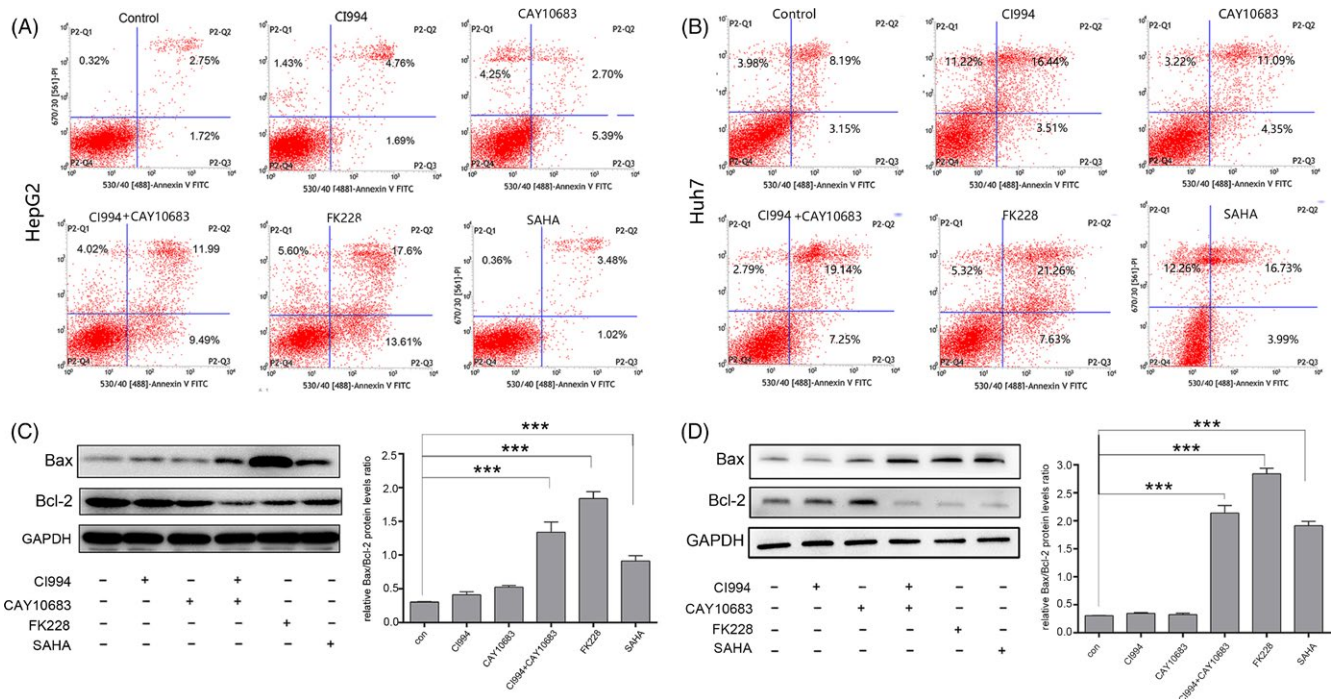 (A)
HepG2
Control
P2-Q1
P2-Q2
0.32%
2.75%
1.72%
P2-Q4
P2-Q3
670/30 [561]-PI
530/40 [488]-Annexin V FITC
CI994
P2-Q1
P2-Q2
1.43%
4.76%
1.69%
P2-Q4
P2-Q3
530/40 [488]-Annexin V FITC
CAY10683
P2-Q1
P2-Q2
4.25%
2.70%
5.39%
P2-Q4
P2-Q3
530/40 [488]-Annexin V FITC
CI994+CAY10683
P2-Q1
P2-Q2
4.02%
11.99
9.49%
P2-Q4
P2-Q3
530/40 [488]-Annexin V FITC
FK228
P2-Q1
P2-Q2
5.60%
17.6%
13.61%
P2-Q4
P2-Q3
530/40 [488]-Annexin V FITC
SAHA
P2-Q1
P2-Q2
0.36%
3.48%
1.02%
P2-Q4
P2-Q3
670/30 [561]-PI
530/40 [488]-Annexin V FITC
(B)
Huh7
Control
P2-Q1
P2-Q2
3.98%
8.19%
3.15%
P2-Q4
P2-Q3
530/40 [488]-Annexin V FITC
CI994
P2-Q1
P2-Q2
11.22%
16.44%
3.51%
P2-Q4
P2-Q3
530/40 [488]-Annexin V FITC
CAY10683
P2-Q1
P2-Q2
3.22%
11.09%
4.35%
P2-Q4
P2-Q3
530/40 [488]-Annexin V FITC
CI994 +CAY10683
P2-Q1
P2-Q2
2.79%
19.14%
7.25%
P2-Q4
P2-Q3
530/40 [488]-Annexin V FITC
FK228
P2-Q1
P2-Q2
5.32%
21.26%
7.63%
P2-Q4
P2-Q3
530/40 [488]-Annexin V FITC
SAHA
P2-Q1
P2-Q2
12.26%
16.73%
3.99%
P2-Q4
P2-Q3
670/30 [561]-PI
530/40 [488]-Annexin V FITC
(C)
Bax
Bcl-2
GAPDH
CI994 – + – + – –
CAY10683 – – + + – –
FK228 – – – – + –
SAHA – – – – – +
relative Bax/Bcl-2 protein levels ratio
2.5
2.0
1.5
1.0
0.5
0.0
***
***
***
con
CI994
CAY10683
CI994+CAY10683
FK228
SAHA
(D)
Bax
Bcl-2
GAPDH
CI994 – + – + – –
CAY10683 – – + + – –
FK228 – – – – + –
SAHA – – – – – +
relative Bax/Bcl-2 protein levels ratio
3.0
2.5
2.0
1.5
1.0
0.5
0.0
***
***
***
con
CI994
CAY10683
CI994+CAY10683
FK228
SAHA